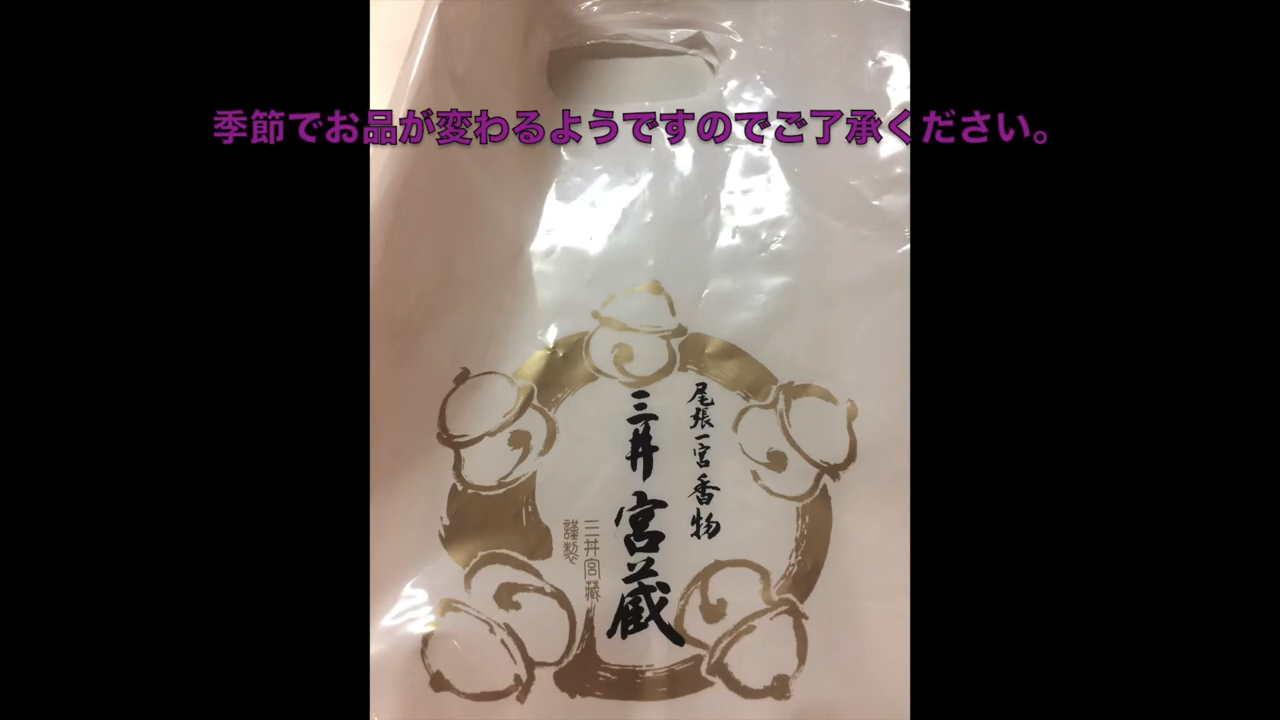 季節でお品が変わるようですのでご了承ください。
尾張一宮香物
三井宮蔵
三井宮蔵
謹製